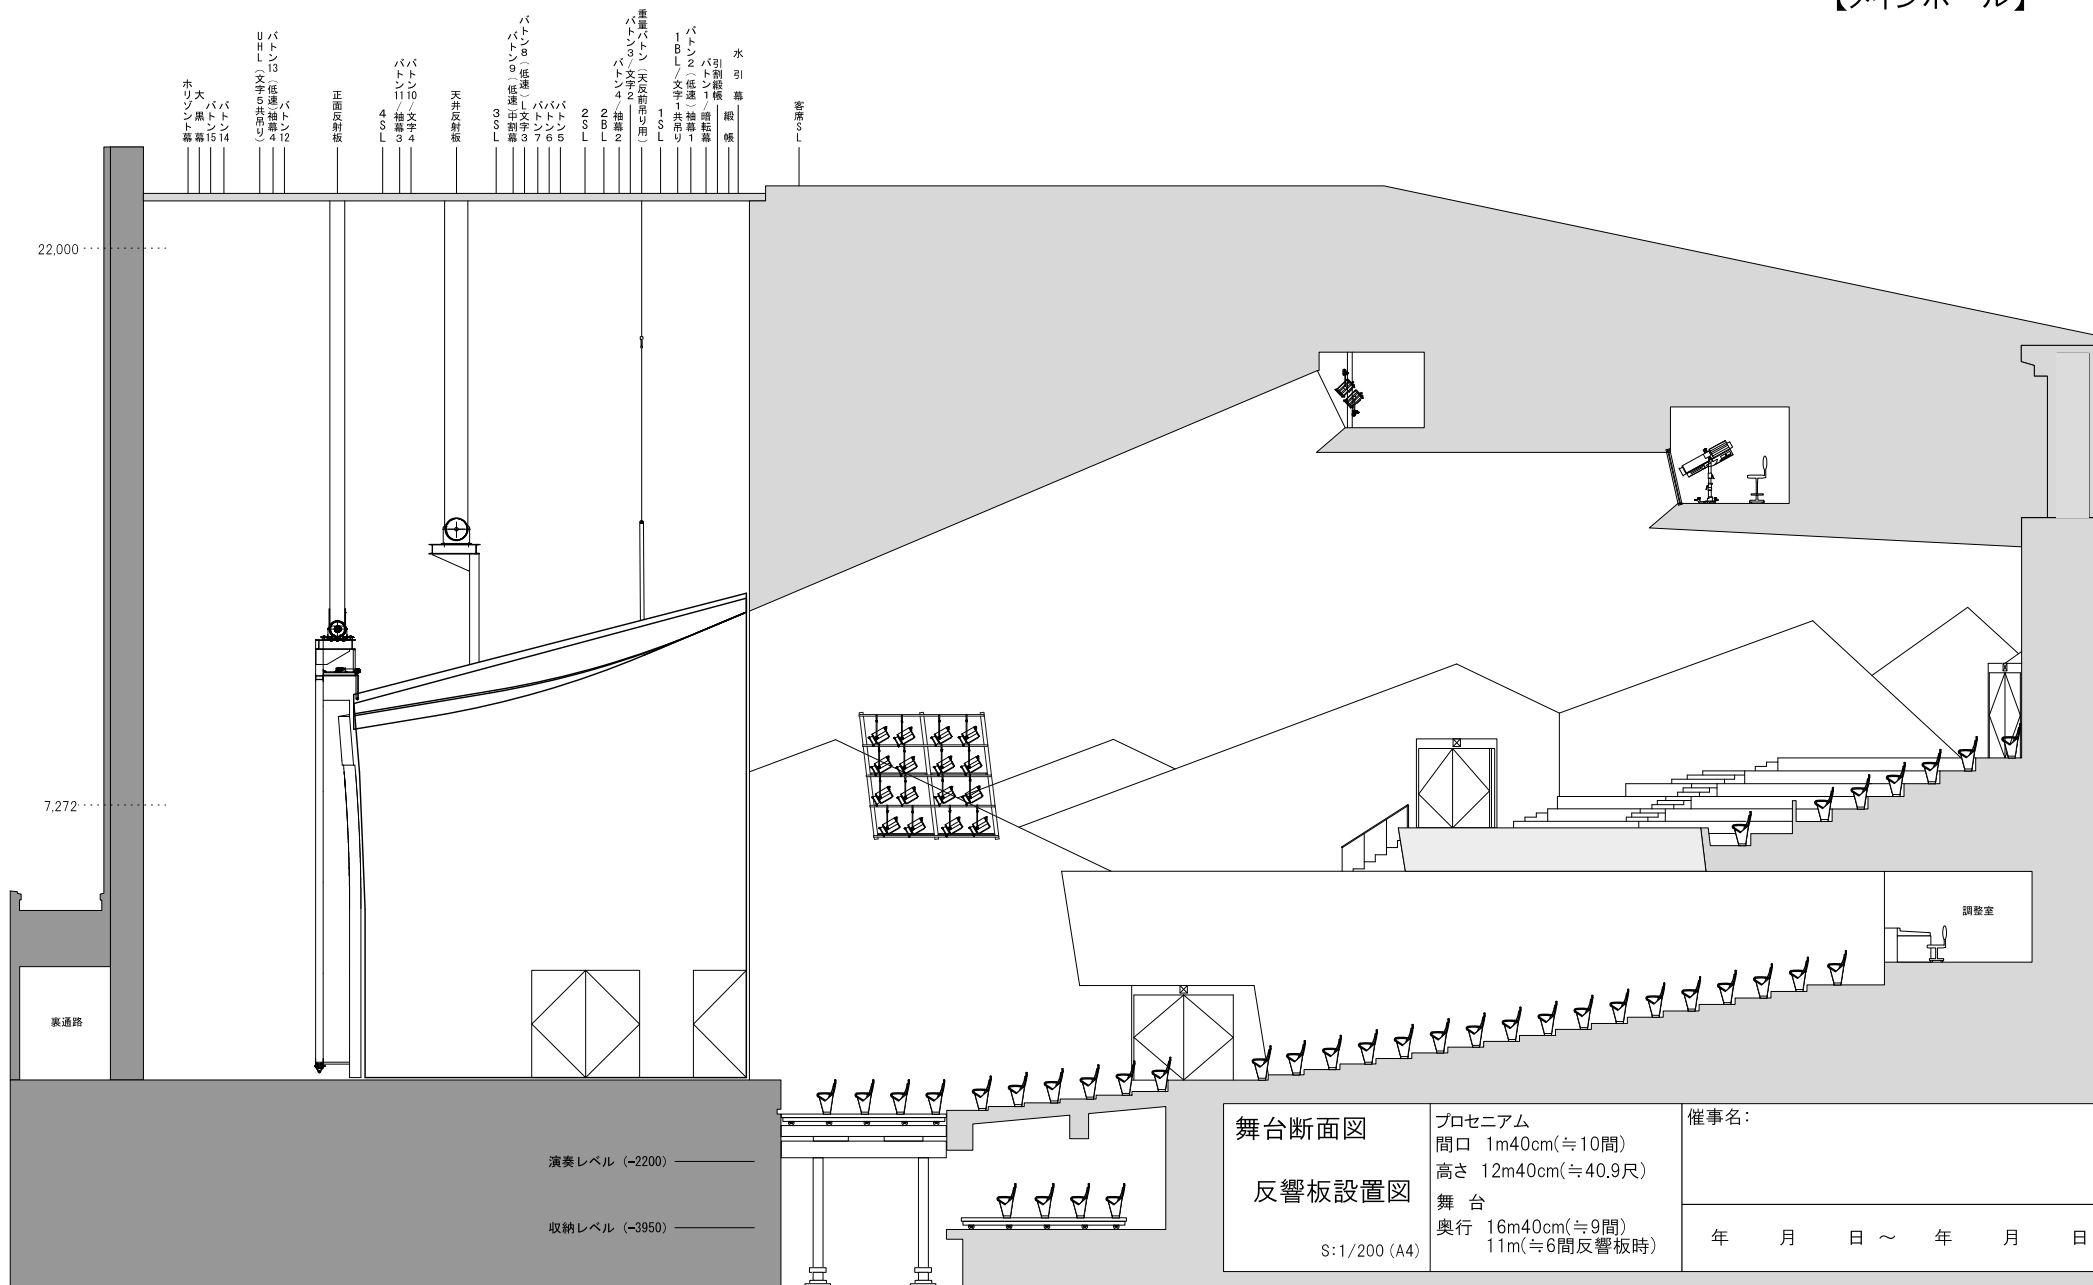 【メインホール】
ホリゾント幕
大黒幕
バトン15
バトン14
UHL（文字5共吊り）
バトン13（低速）袖幕4
バトン12
正面反射板
4SL
バトン11／袖幕3
バトン10／文字4
天井反射板
3SL
バトン9（低速）中割幕
バトン8（低速）L文字3
バトン7
バトン6
バトン5
2SL
2BL
バトン4／袖幕2
バトン3／文字2
重量バトン（天反前吊り用）
1SL
1BL／文字1共吊り
バトン2（低速）袖幕1
バトン1／暗転幕
引割緞帳
緞帳
水引幕
客席SL
22,000
7,272
調整室
裏通路
演奏レベル（-2200）
収納レベル（-3950）
舞台断面図
反響板設置図
S:1/200（A4）
プロセニアム
間口 1m40cm(≒10間)
高さ 12m40cm(≒40.9尺)
舞 台
奥行 16m40cm(≒9間)
11m(≒6間反響板時)
催事名:
年 月 日 ～ 年 月 日